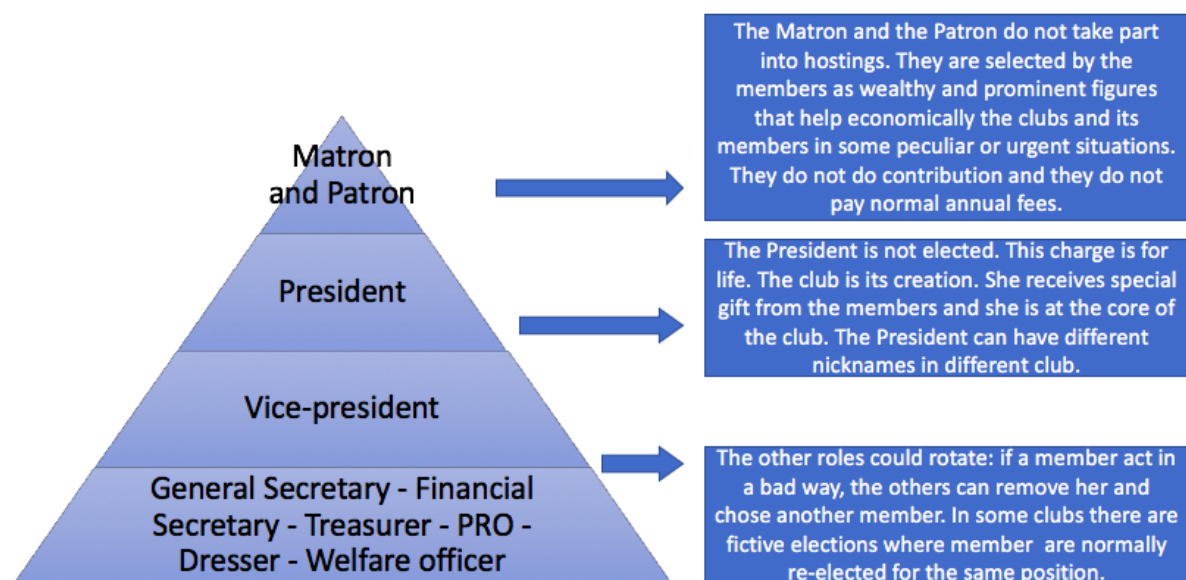 Matron
and Patron
President
Vice-president
General Secretary - Financial
Secretary - Treasurer - PRO -
Dresser - Welfare officer
The Matron and the Patron do not take part
into hostings. They are selected by the
members as wealthy and prominent figures
that help economically the clubs and its
members in some peculiar or urgent situations.
They do not do contribution and they do not
pay normal annual fees.
The President is not elected. This charge is for
life. The club is its creation. She receives special
gift from the members and she is at the core of
the club. The President can have different
nicknames in different club.
The other roles could rotate: if a member act in
a bad way, the others can remove her and
chose another member. In some clubs there are
fictive elections where member are normally
re-elected for the same position.